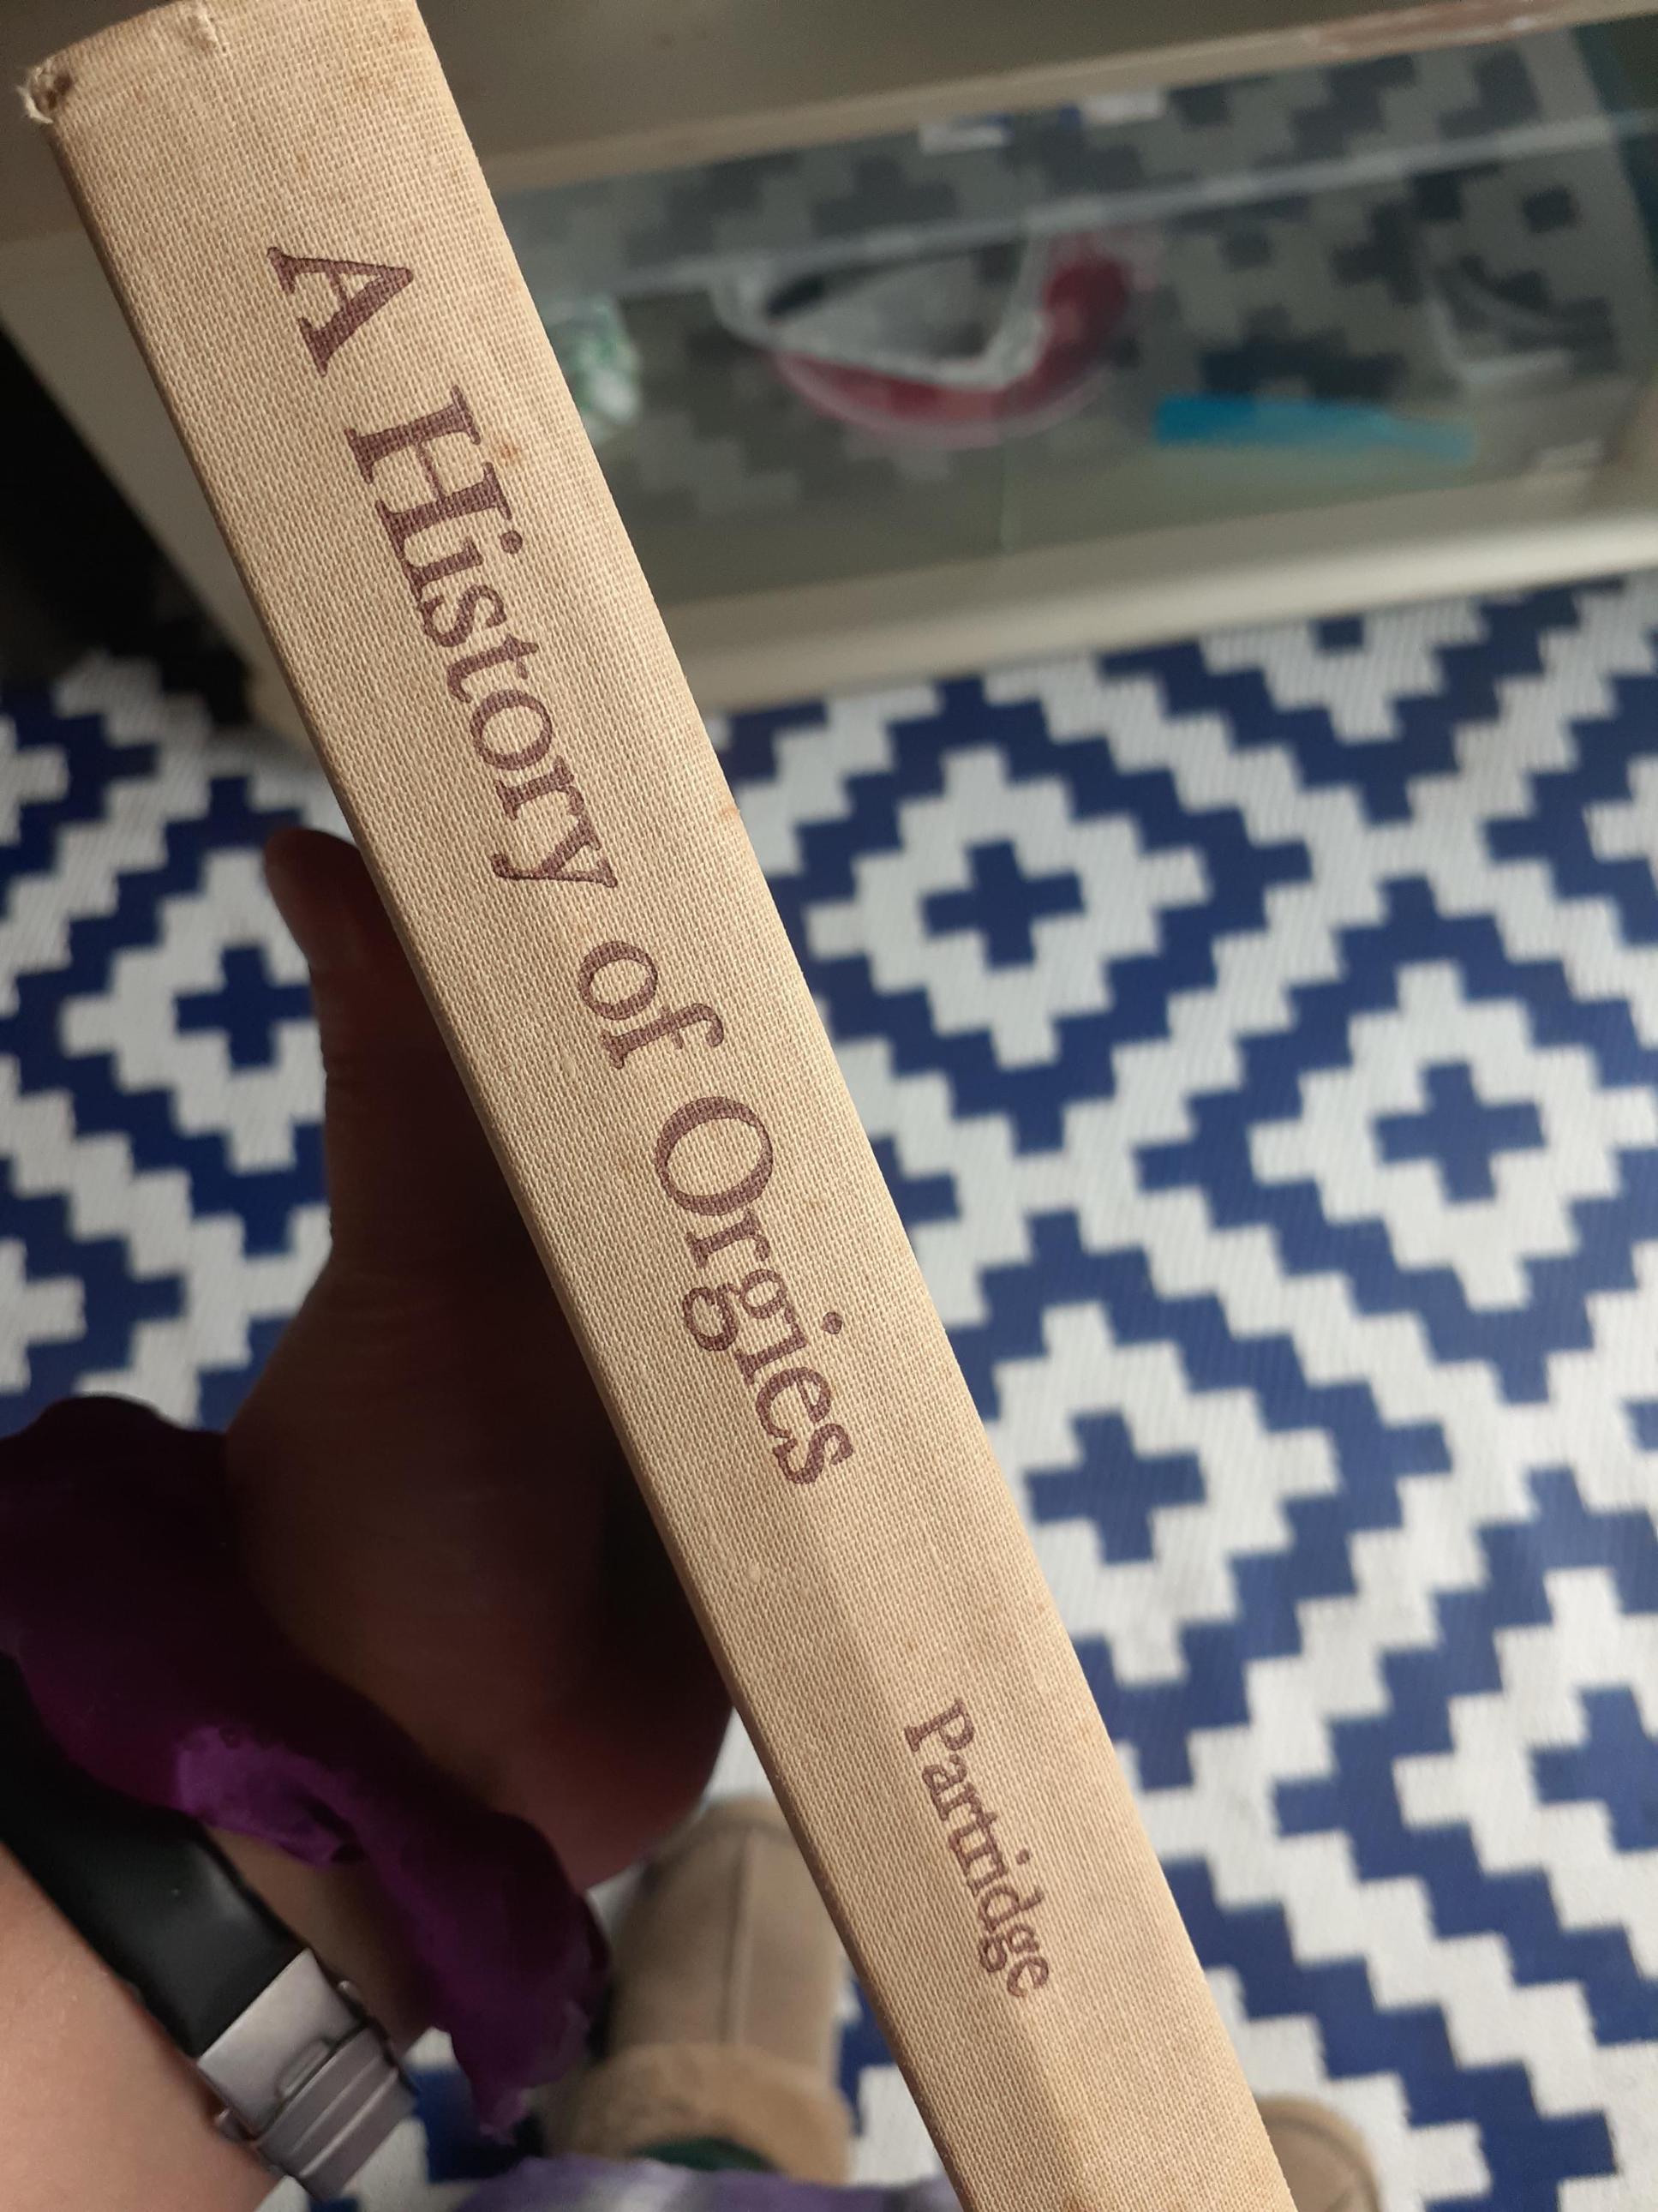 A History of Orgies
Partridge